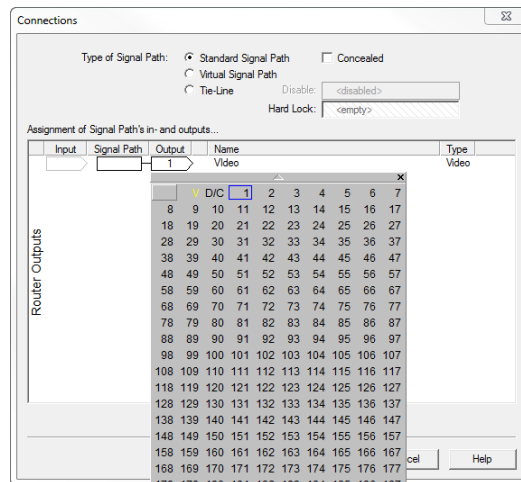 Connections
Type of Signal Path: Standard Signal Path Concealed
Virtual Signal Path
Tie-Line Disable: <disabled>
Hard Lock: <empty>
Assignment of Signal Path's in- and outputs...
Input Signal Path Output Name Type
1 VIdeo Video
Router Outputs
V D/C 1 2 3 4 5 6 7
8 9 10 11 12 13 14 15 16 17
18 19 20 21 22 23 24 25 26 27
28 29 30 31 32 33 34 35 36 37
38 39 40 41 42 43 44 45 46 47
48 49 50 51 52 53 54 55 56 57
58 59 60 61 62 63 64 65 66 67
68 69 70 71 72 73 74 75 76 77
78 79 80 81 82 83 84 85 86 87
88 89 90 91 92 93 94 95 96 97
98 99 100 101 102 103 104 105 106 107
108 109 110 111 112 113 114 115 116 117
118 119 120 121 122 123 124 125 126 127
128 129 130 131 132 133 134 135 136 137
138 139 140 141 142 143 144 145 146 147
148 149 150 151 152 153 154 155 156 157
158 159 160 161 162 163 164 165 166 167
cel Help
168 169 170 171 172 173 174 175 176 177